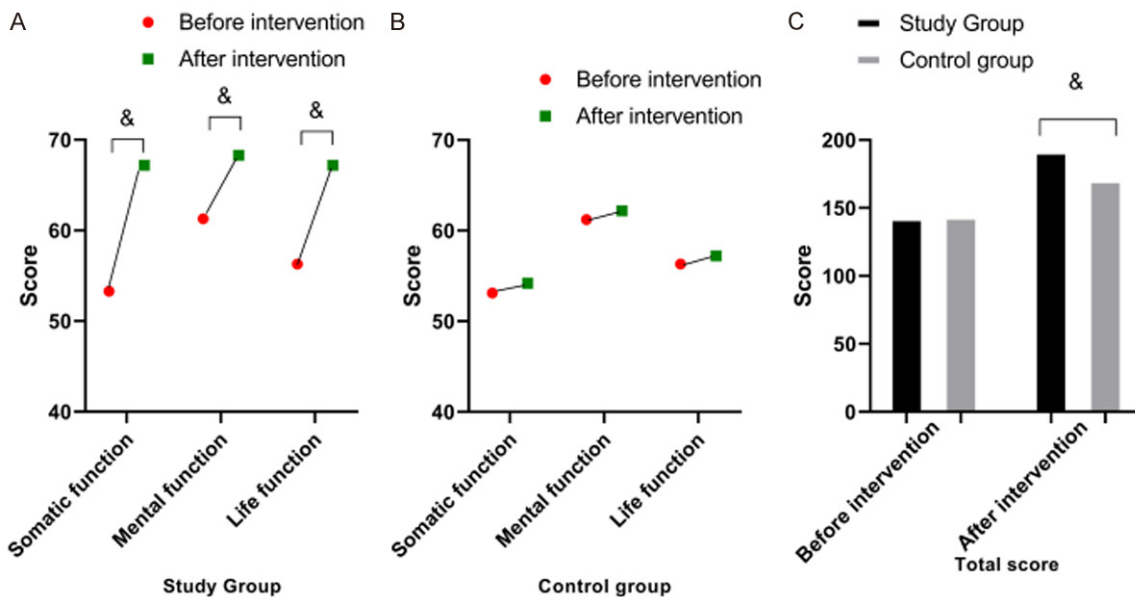 A
Before intervention
After intervention
&
&
&
70
60
50
40
Score
Somatic function
Mental function
Life function
Study Group
B
Before intervention
After intervention
70
60
50
40
Score
Somatic function
Mental function
Life function
Control group
C
Study Group
Control group
&
200
150
100
50
0
Score
Before intervention
After intervention
Total score